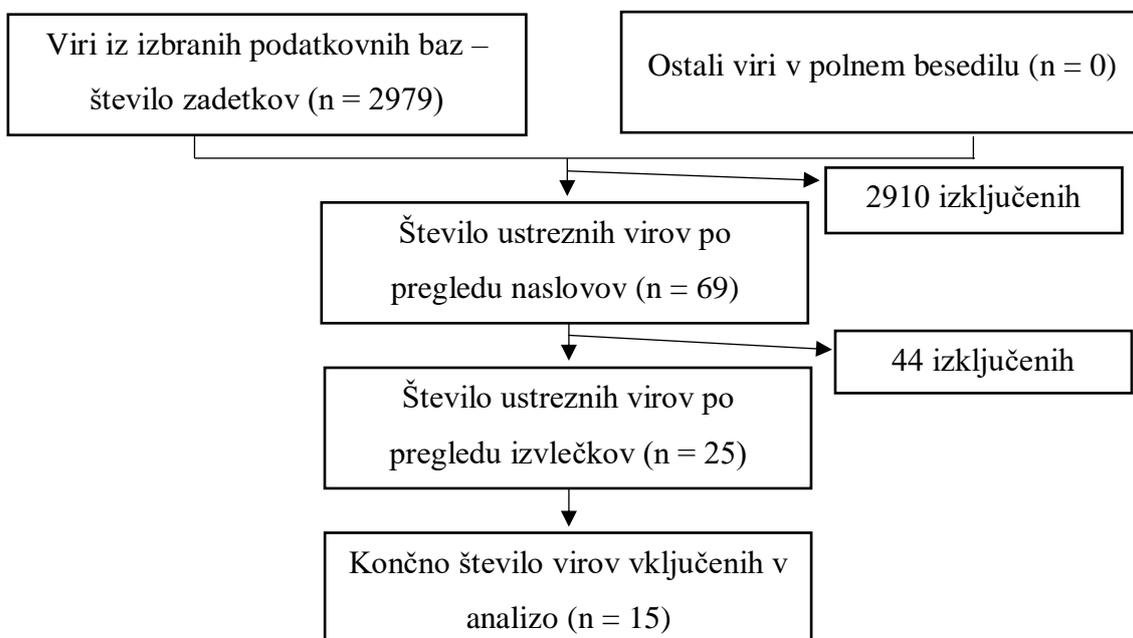 Viri iz izbranih podatkovnih baz –
število zadetkov (n = 2979)
Ostali viri v polnem besedilu (n = 0)
2910 izključenih
Število ustreznih virov po
pregledu naslovov (n = 69)
44 izključenih
Število ustreznih virov po
pregledu izvlečkov (n = 25)
Končno število virov vključenih v
analizo (n = 15)